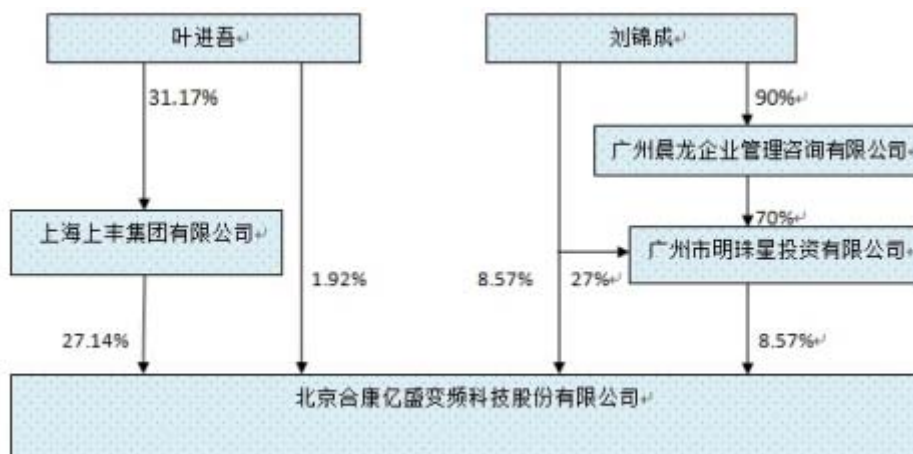 叶进吾
刘锦成
31.17%
90%
广州晨龙企业管理咨询有限公司
70%
上海上丰集团有限公司
广州市明珠星投资有限公司
1.92%
8.57%
27%
27.14%
8.57%
北京合康亿盛变频科技股份有限公司